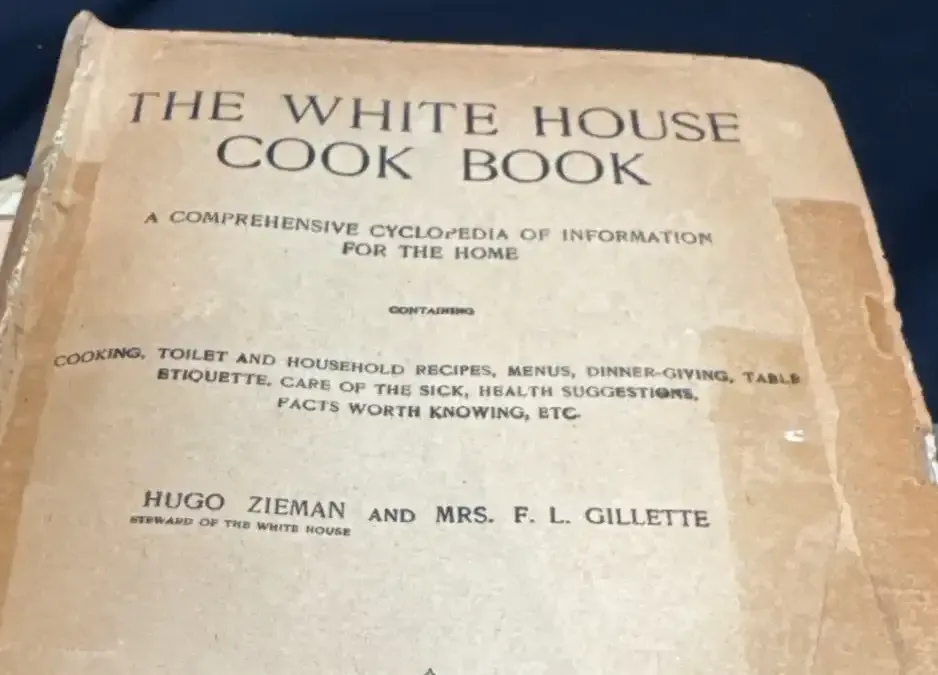 THE WHITE HOUSE
COOK BOOK
A COMPREHENSIVE CYCLOPEDIA OF INFORMATION
FOR THE HOME
CONTAINING
COOKING, TOILET AND HOUSEHOLD RECIPES, MENUS, DINNER-GIVING, TABLE
ETIQUETTE, CARE OF THE SICK, HEALTH SUGGESTIONS,
FACTS WORTH KNOWING, ETC.
HUGO ZIEMAN AND MRS. F. L. GILLETTE
STEWARD OF THE WHITE HOUSE